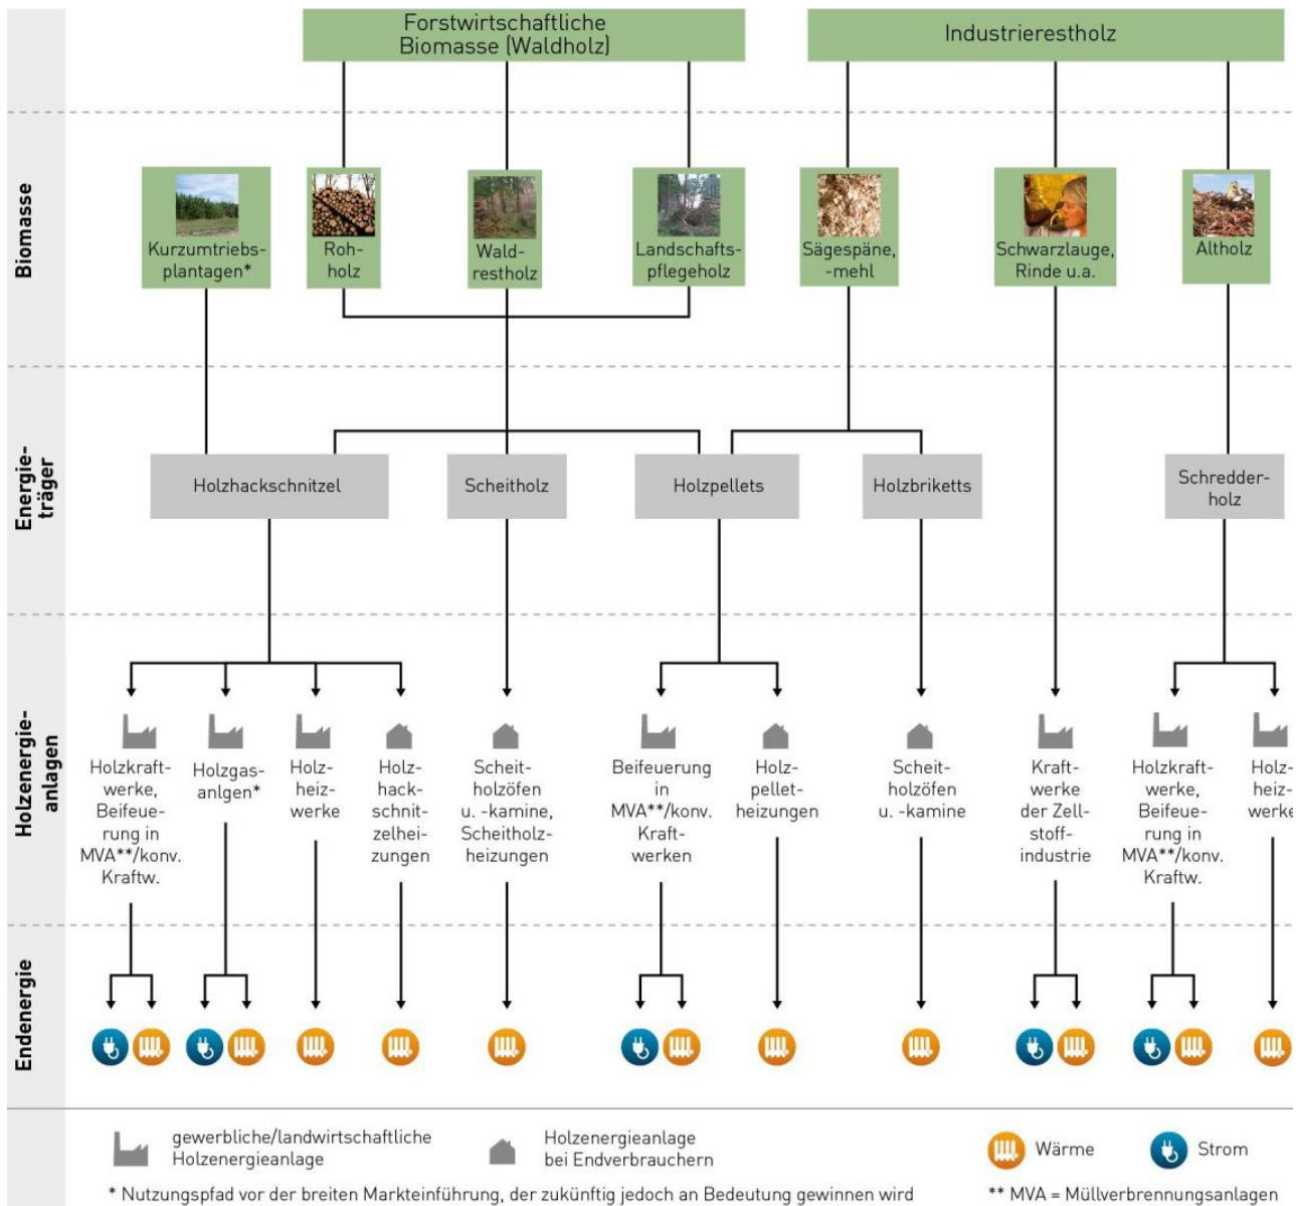 Forstwirtschaftliche
Biomasse (Waldholz)
Industrierestholz
Biomasse
Kurzumtriebs-
plantagen*
Roh-
holz
Wald-
restholz
Landschafts-
pflegeholz
Sägespäne,
-mehl
Schwarzlauge,
Rinde u.a.
Altholz
Energie-
träger
Holzhackschnitzel
Scheitholz
Holzpellets
Holzbriketts
Schredder-
holz
Holzenergie-
anlagen
Holzkraft-
werke,
Beifeue-
rung in
MVA**/konv.
Kraftw.
Holzgas-
anlgen*
Holz-
heiz-
werke
Holz-
hack-
schnit-
zelhei-
zungen
Scheit-
holzöfen
u. -kamine,
Scheitholz-
heizungen
Beifeuerung
in
MVA**/konv.
Kraft-
werken
Holz-
pellet-
heizungen
Scheit-
holzöfen
u. -kamine
Kraft-
werke
der Zell-
stoff-
industrie
Holzkraft-
werke,
Beifeue-
rung in
MVA**/konv.
Kraftw.
Holz-
heiz-
werke
Endenergie
gewerbliche/landwirtschaftliche
Holzenergieanlage
Holzenergieanlage
bei Endverbrauchern
Wärme
Strom
* Nutzungspfad vor der breiten Markteinführung, der zukünftig jedoch an Bedeutung gewinnen wird
** MVA = Müllverbrennungsanlagen